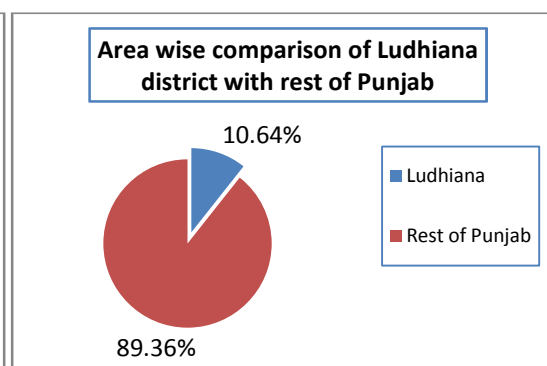 Area wise comparison of Ludhiana
district with rest of Punjab
10.64%
Ludhiana
Rest of Punjab
89.36%